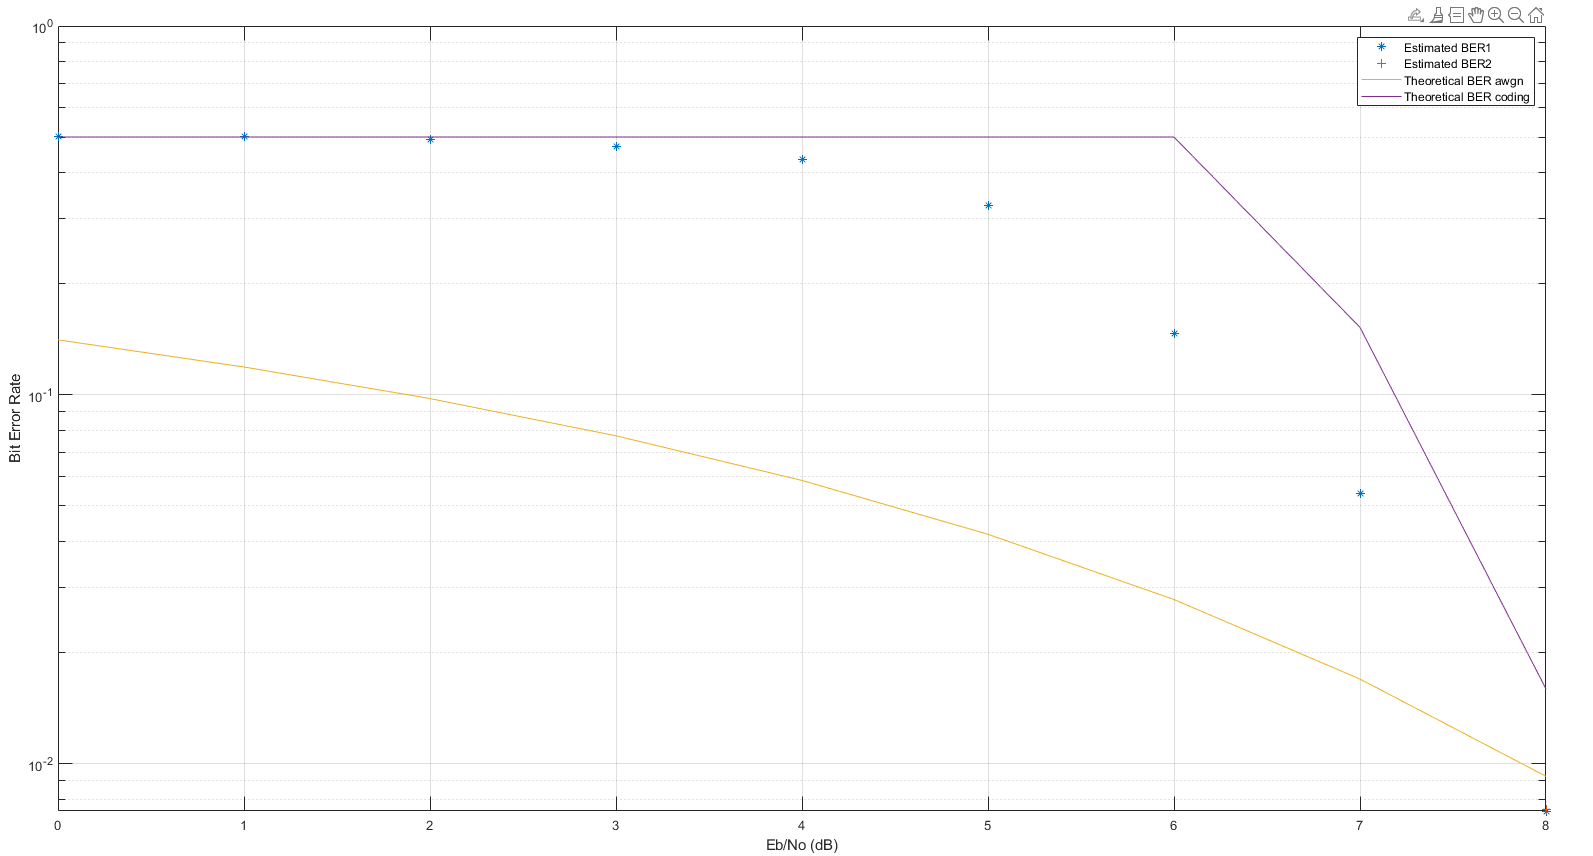 10^0
Estimated BER1
Estimated BER2
Theoretical BER awgn
Theoretical BER coding
Bit Error Rate
10^-1
10^-2
0 1 2 3 4 5 6 7 8
Eb/No (dB)